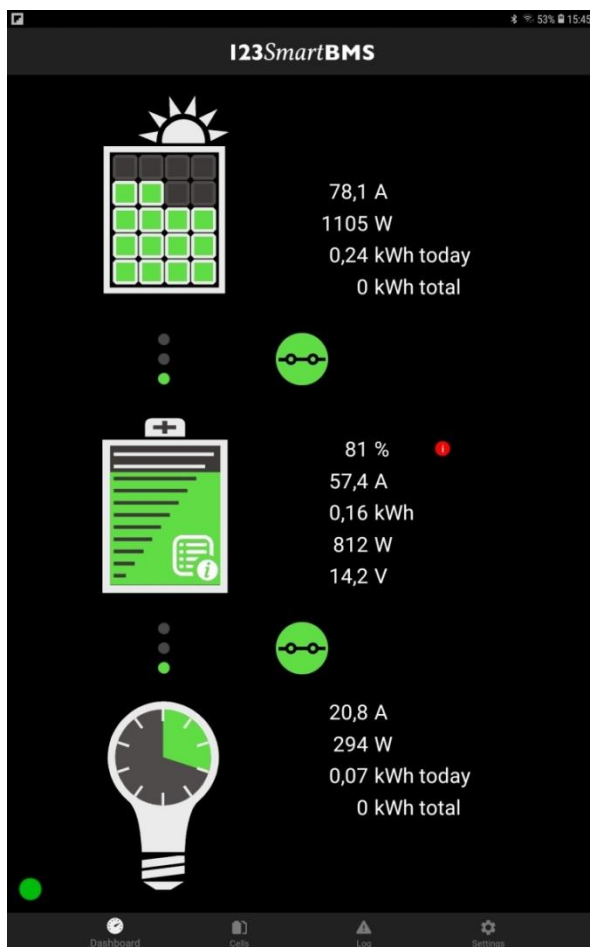 53% 15:45
123SmartBMS
78,1 A
1105 W
0,24 kWh today
0 kWh total
81 %
57,4 A
0,16 kWh
812 W
14,2 V
20,8 A
294 W
0,07 kWh today
0 kWh total
Dashboard
Cells
Log
Settings